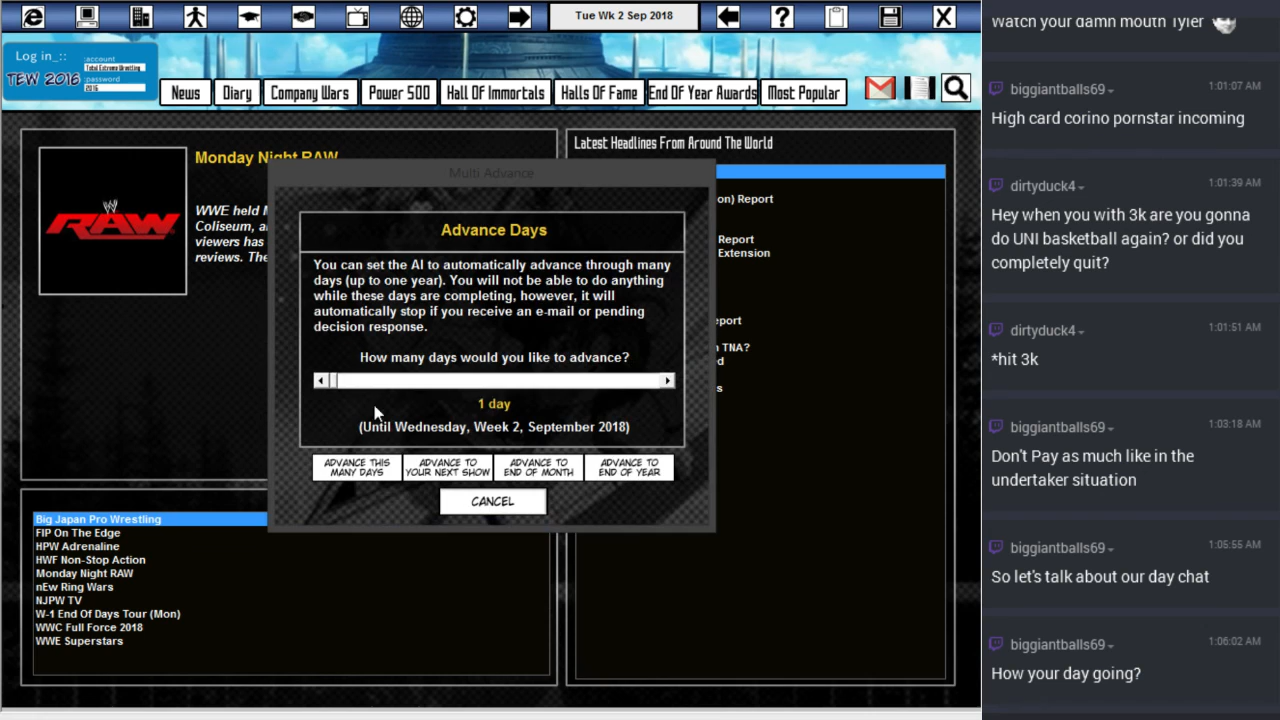 Tue Wk 2 Sep 2018
Log in_::
:account
Total Extreme Wrestling
:password
2016
TEW 2016
News
Diary
Company Wars
Power 500
Hall Of Immortals
Halls Of Fame
End Of Year Awards
Most Popular
Monday Night RAW
RAW
WWE held
Coliseum, a
viewers has
reviews. The
Latest Headlines From Around The World
on) Report
Report
Extension
port
TNA?
d
s
Multi Advance
Advance Days
You can set the AI to automatically advance through many
days (up to one year). You will not be able to do anything
while these days are completing, however, it will
automatically stop if you receive an e-mail or pending
decision response.
How many days would you like to advance?
1 day
(Until Wednesday, Week 2, September 2018)
ADVANCE THIS
MANY DAYS
ADVANCE TO
YOUR NEXT SHOW
ADVANCE TO
END OF MONTH
ADVANCE TO
END OF YEAR
CANCEL
Big Japan Pro Wrestling
FIP On The Edge
HPW Adrenaline
HWF Non-Stop Action
Monday Night RAW
nEw Ring Wars
NJPW TV
W-1 End Of Days Tour (Mon)
WWC Full Force 2018
WWE Superstars
watch your damn mouth Tyler
biggiantballs69
1:01:07 AM
High card corino pornstar incoming
dirtyduck4
1:01:39 AM
Hey when you with 3k are you gonna
do UNI basketball again? or did you
completely quit?
dirtyduck4
1:01:51 AM
*hit 3k
biggiantballs69
1:03:18 AM
Don't Pay as much like in the
undertaker situation
biggiantballs69
1:05:55 AM
So let's talk about our day chat
biggiantballs69
1:06:02 AM
How your day going?